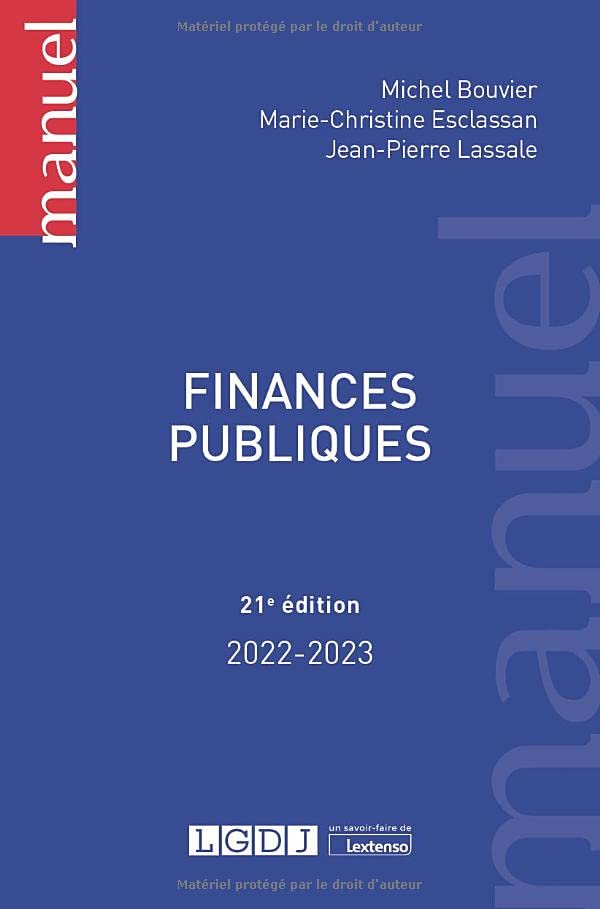 Matériel protégé par le droit d'auteur
manuel
Michel Bouvier
Marie-Christine Esclassan
Jean-Pierre Lassale
manuel
FINANCES
PUBLIQUES
21e édition
2022-2023
LGDJ
un savoir-faire de
Lextenso
Matériel protégé par le droit d'auteur